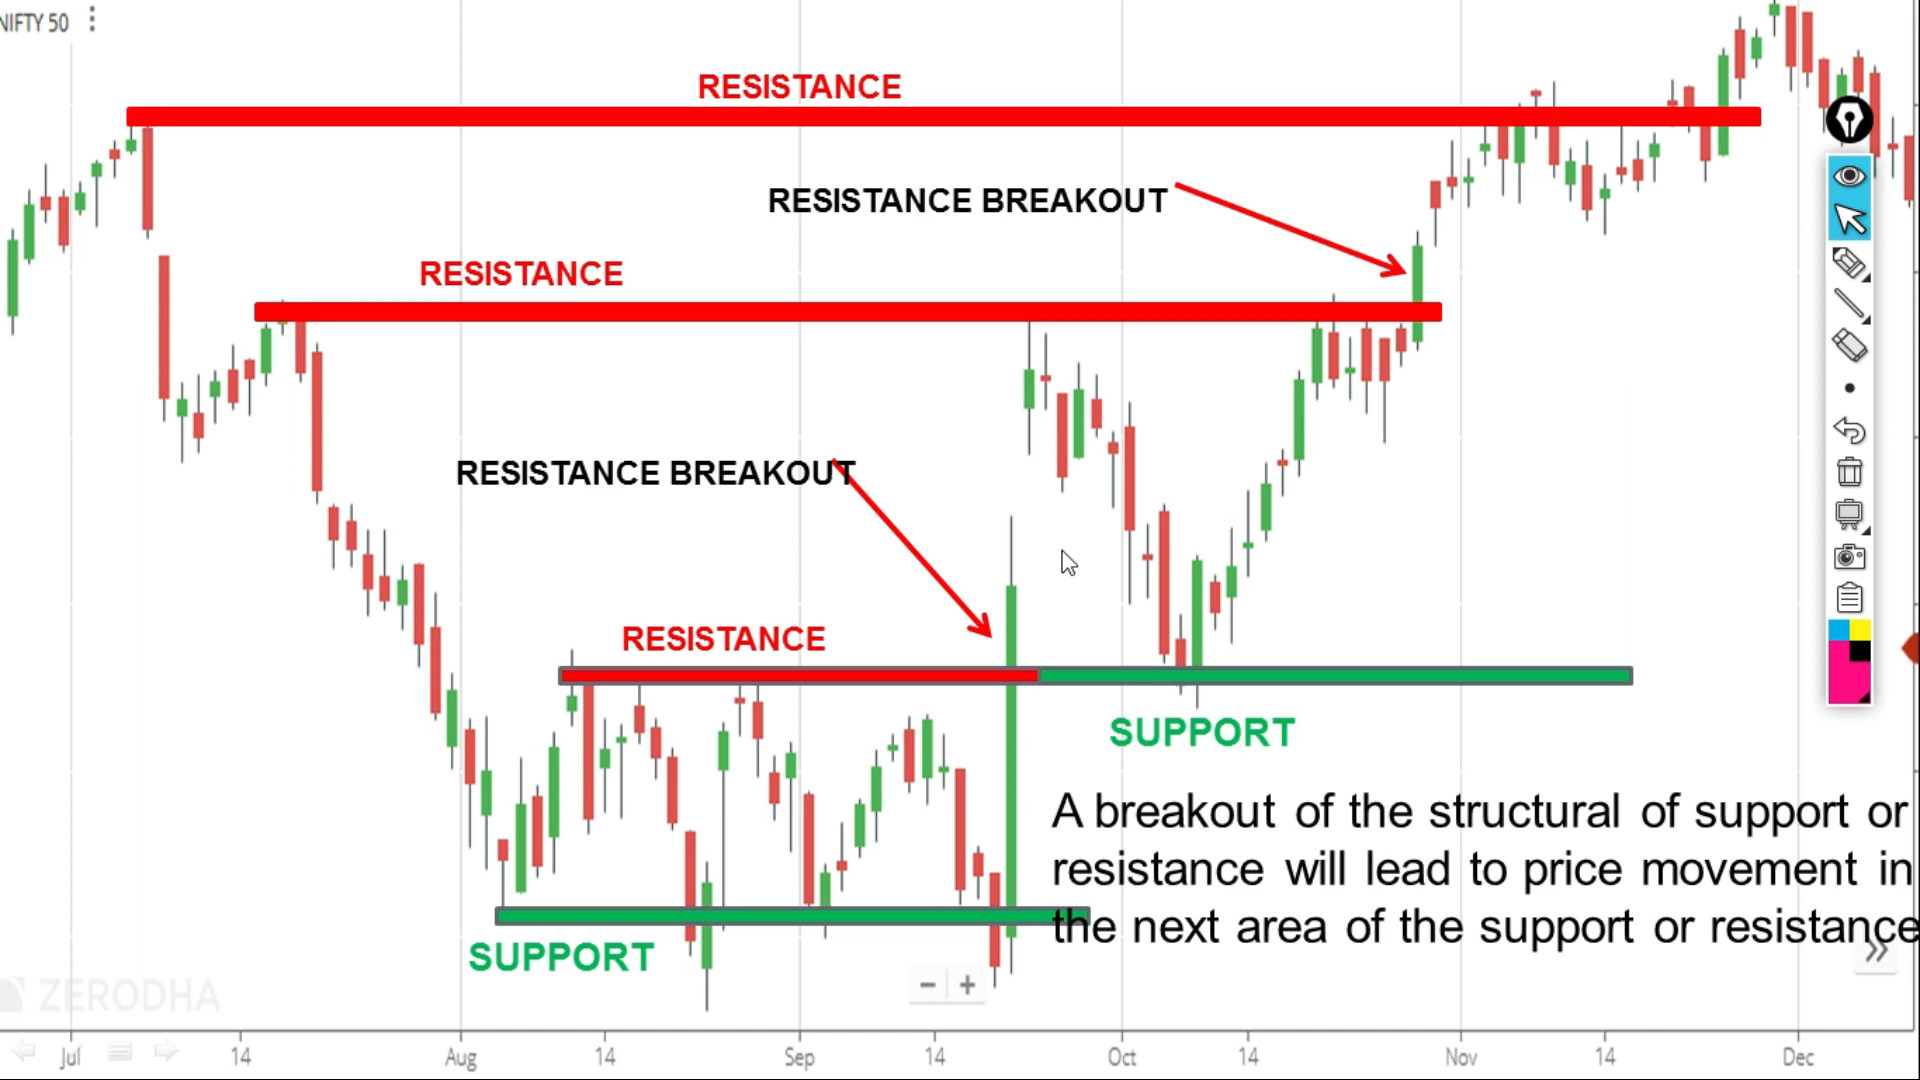 NIFTY 50
RESISTANCE
RESISTANCE BREAKOUT
RESISTANCE
RESISTANCE BREAKOUT
RESISTANCE
SUPPORT
A breakout of the structural of support or
resistance will lead to price movement in
the next area of the support or resistance
SUPPORT
ZERODHA
Jul 14 Aug 14 Sep 14 Oct 14 Nov 14 Dec